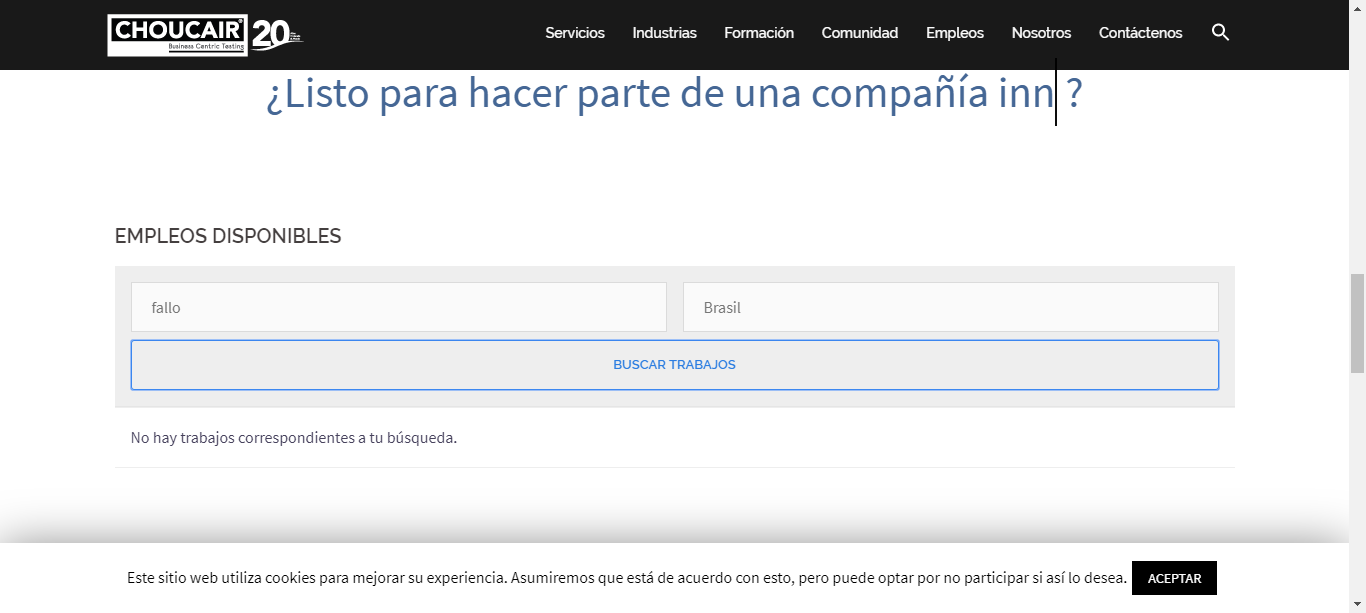 CHOUCAIR®
Business Centric Testing
20
Servicios Industrias Formación Comunidad Empleos Nosotros Contáctenos
¿Listo para hacer parte de una compañía inn ?
EMPLEOS DISPONIBLES
fallo Brasil
BUSCAR TRABAJOS
No hay trabajos correspondientes a tu búsqueda.
Este sitio web utiliza cookies para mejorar su experiencia. Asumiremos que está de acuerdo con esto, pero puede optar por no participar si así lo desea. ACEPTAR